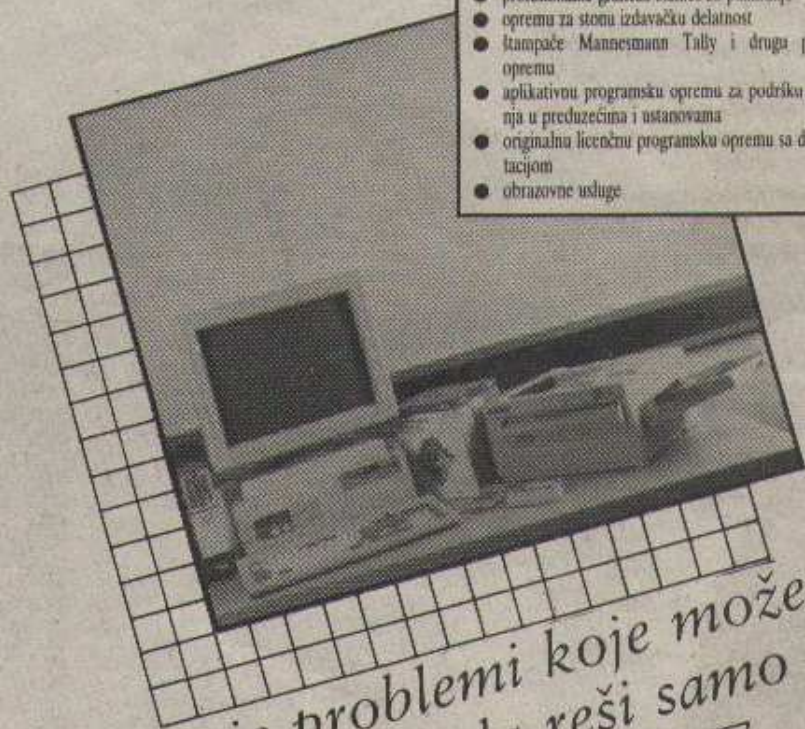 ● opremu za stonu izdavačku delatnost
● štampače Mannesmann Tally i drugu
opremu
● aplikativnu programsku opremu za podršku
nja u preduzećima i ustanovama
● originalnu licenčnu programsku opremu sa
tacijom
● obrazovne usluge
problemi koje može
reši samo